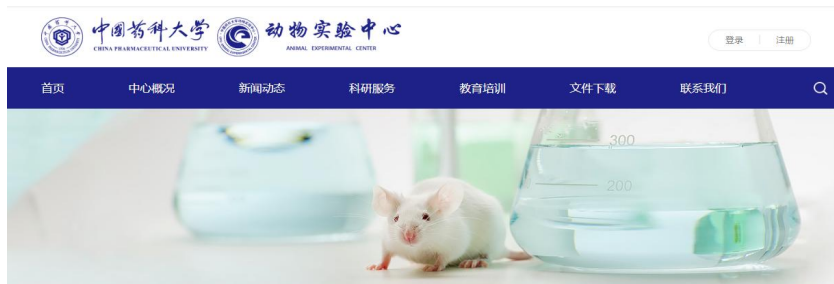 中国药科大学
CHINA PHARMACEUTICAL UNIVERSITY
动物实验中心
ANIMAL EXPERIMENTAL CENTER
登录 注册
首页 中心概况 新闻动态 科研服务 教育培训 文件下载 联系我们
300
200